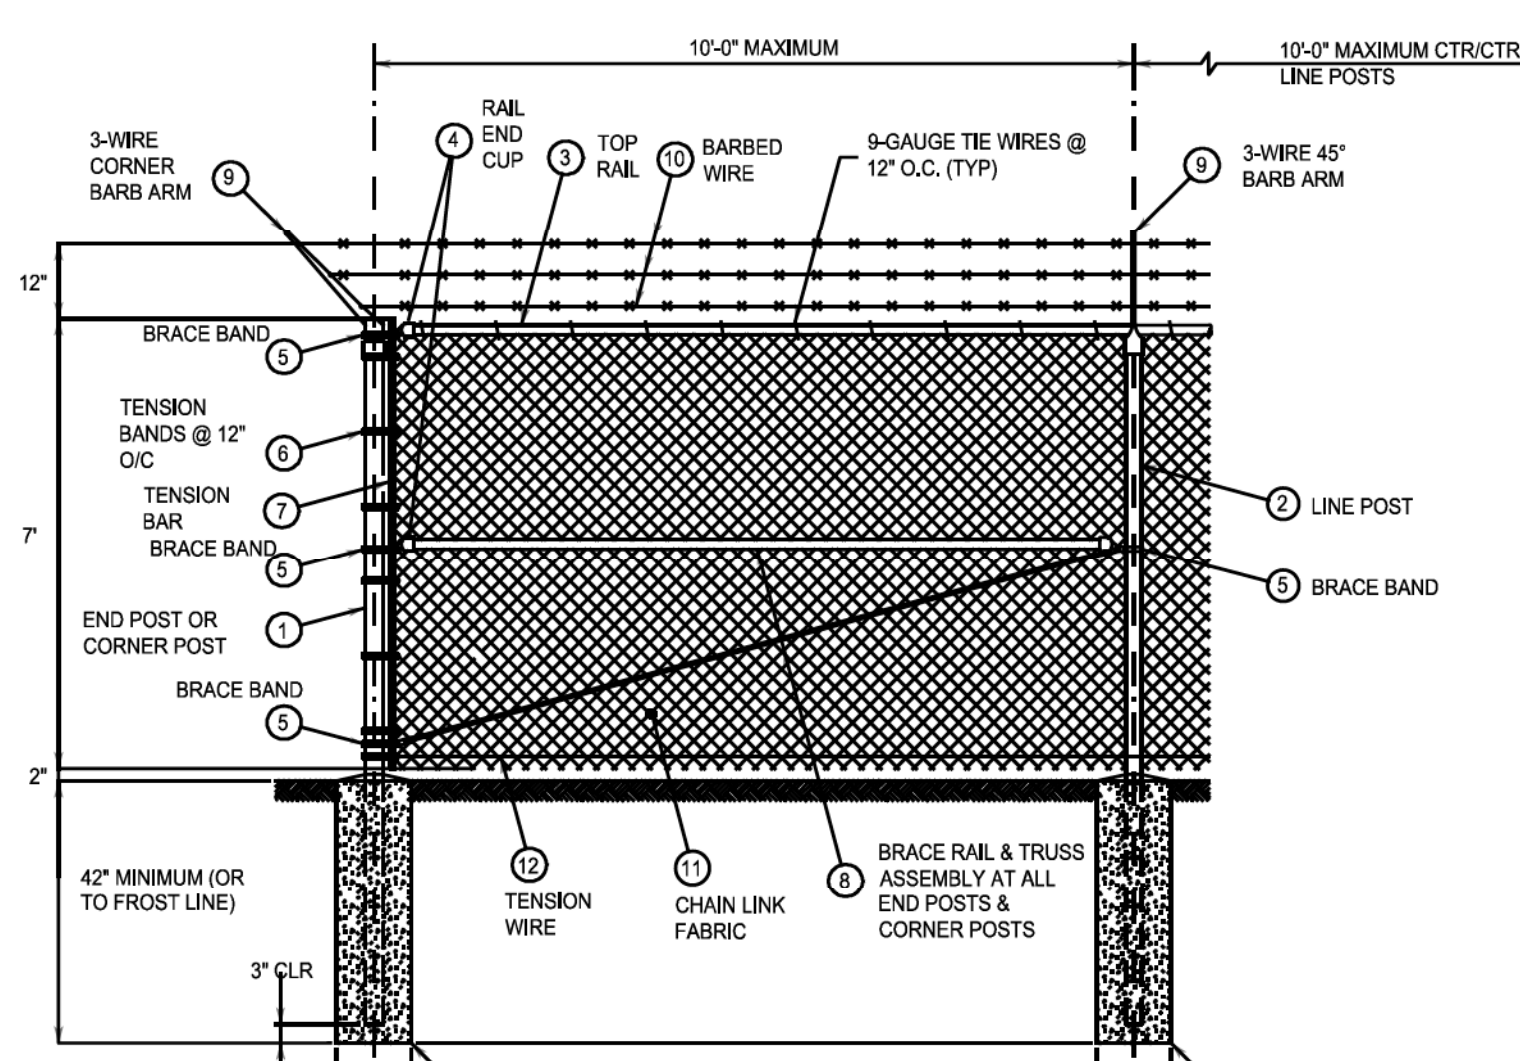 10'-0" MAXIMUM
10'-0" MAXIMUM CTR/CTR
LINE POSTS
3-WIRE
CORNER
BARB ARM
9
4
RAIL
END
CUP
3
TOP
RAIL
10
BARBED
WIRE
9-GAUGE TIE WIRES @
12" O.C. (TYP)
9
3-WIRE 45°
BARB ARM
12"
BRACE BAND
5
TENSION
BANDS @ 12"
O/C
6
TENSION
BAR
7
7'
BRACE BAND
5
2
LINE POST
5
BRACE BAND
END POST OR
CORNER POST
1
BRACE BAND
5
2"
42" MINIMUM (OR
TO FROST LINE)
3" CLR
12
TENSION
WIRE
11
CHAIN LINK
FABRIC
8
BRACE RAIL & TRUSS
ASSEMBLY AT ALL
END POSTS &
CORNER POSTS